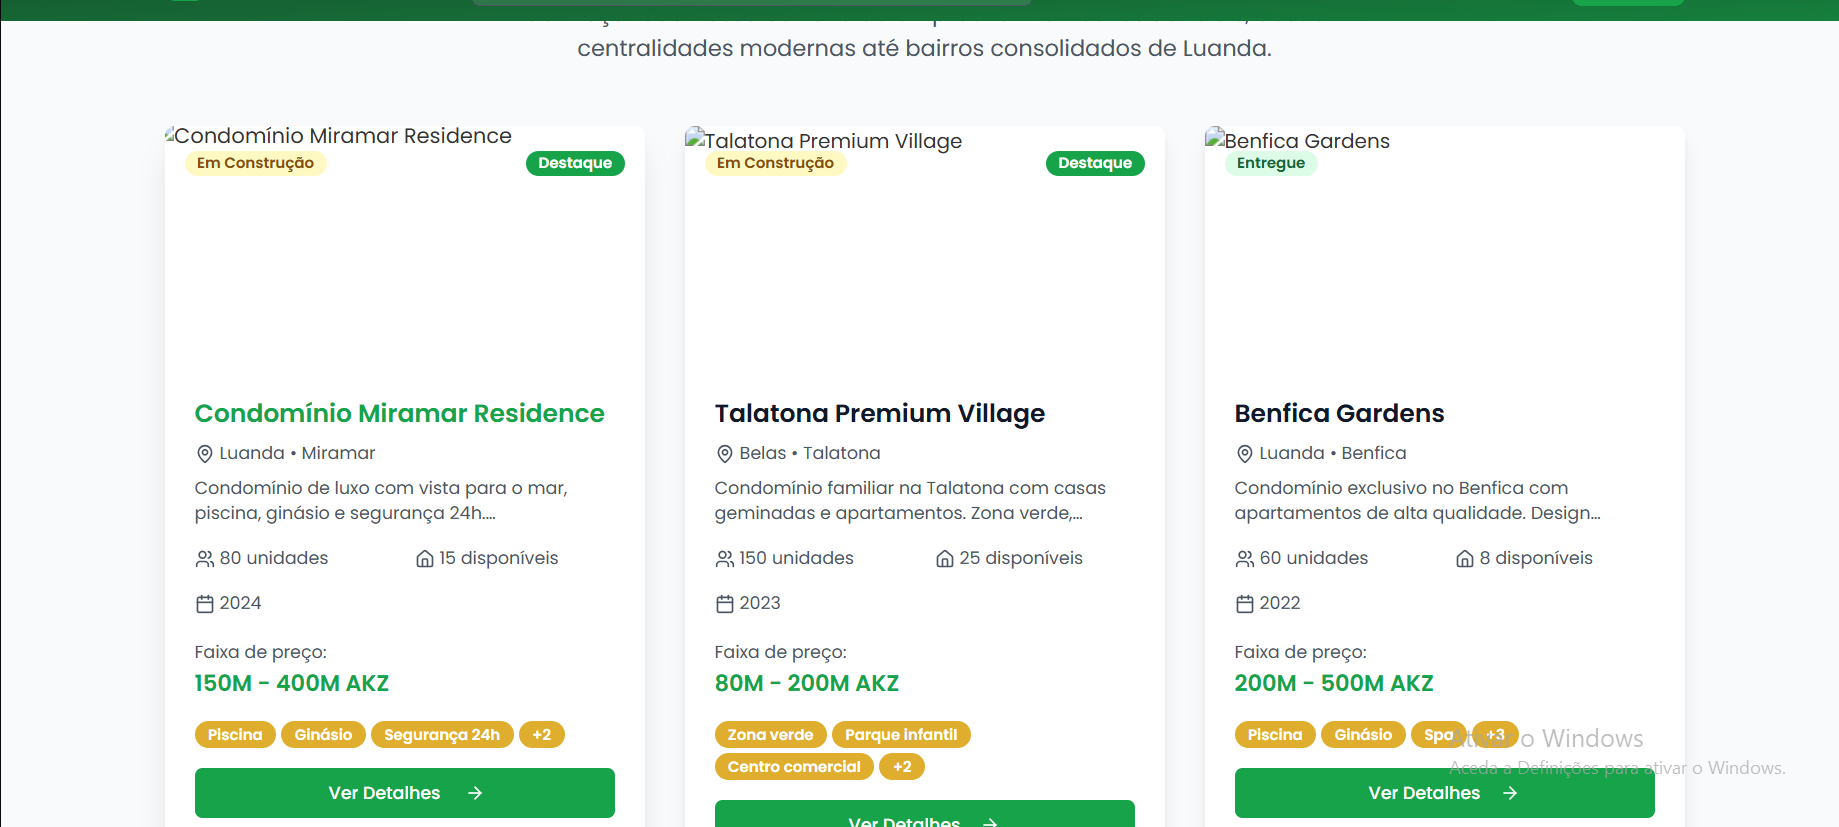 centralidades modernas até bairros consolidados de Luanda.
Condomínio Miramar Residence
Em Construção
Destaque
Condomínio Miramar Residence
Luanda • Miramar
Condomínio de luxo com vista para o mar,
piscina, ginásio e segurança 24h....
80 unidades
15 disponíveis
2024
Faixa de preço:
150M - 400M AKZ
Piscina
Ginásio
Segurança 24h
+2
Ver Detalhes
Talatona Premium Village
Em Construção
Destaque
Talatona Premium Village
Belas • Talatona
Condomínio familiar na Talatona com casas
geminadas e apartamentos. Zona verde,...
150 unidades
25 disponíveis
2023
Faixa de preço:
80M - 200M AKZ
Zona verde
Parque infantil
Centro comercial
+2
Ver Detalhes
Benfica Gardens
Entregue
Benfica Gardens
Luanda • Benfica
Condomínio exclusivo no Benfica com
apartamentos de alta qualidade. Design...
60 unidades
8 disponíveis
2022
Faixa de preço:
200M - 500M AKZ
Piscina
Ginásio
Spa
+3
Ver Detalhes
Ativar o Windows
Aceda a Definições para ativar o Windows.